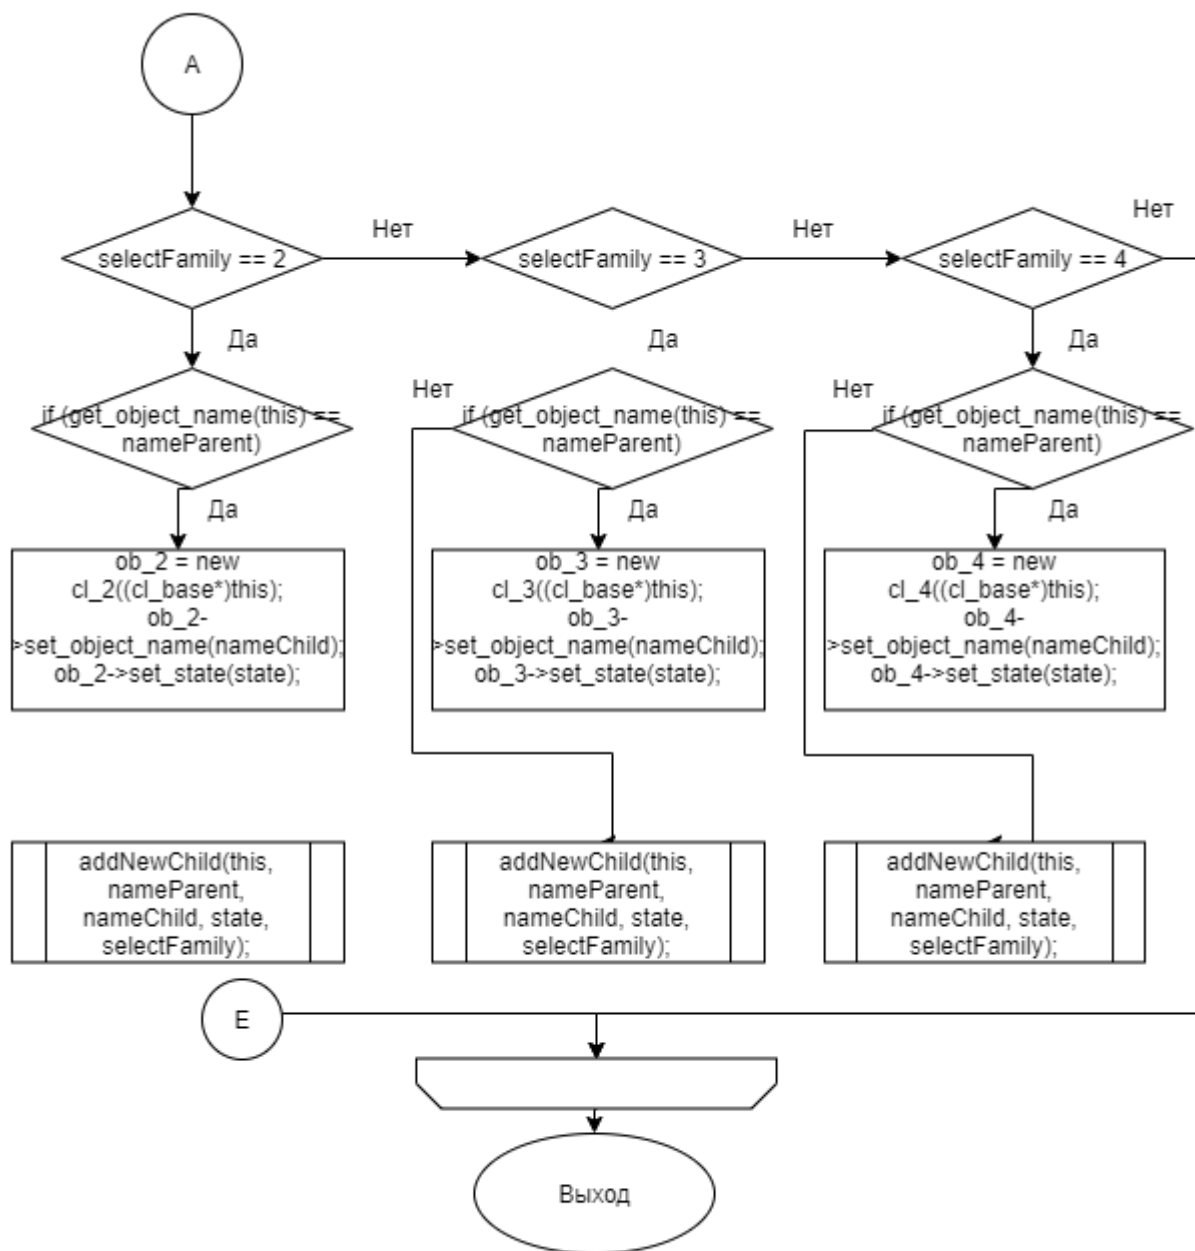 A
Нет
Нет
Нет
selectFamily == 2
selectFamily == 3
selectFamily == 4
Да
Да
Да
Нет
Нет
if (get_object_name(this) ==
nameParent)
if (get_object_name(this) ==
nameParent)
if (get_object_name(this) ==
nameParent)
Да
Да
Да
ob_2 = new
cl_2((cl_base*)this);
ob_2-
>set_object_name(nameChild);
ob_2->set_state(state);
ob_3 = new
cl_3((cl_base*)this);
ob_3-
>set_object_name(nameChild);
ob_3->set_state(state);
ob_4 = new
cl_4((cl_base*)this);
ob_4-
>set_object_name(nameChild);
ob_4->set_state(state);
addNewChild(this,
nameParent,
nameChild, state,
selectFamily);
addNewChild(this,
nameParent,
nameChild, state,
selectFamily);
addNewChild(this,
nameParent,
nameChild, state,
selectFamily);
E
Выход